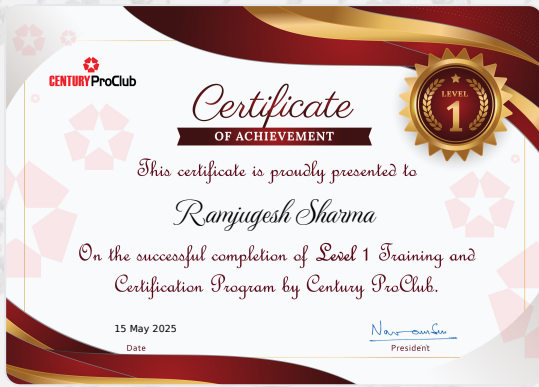 CENTURY ProClub
Certificate
OF ACHIEVEMENT
LEVEL
1
This certificate is proudly presented to
Ramjugesh Sharma
On the successful completion of Level 1 Training and
Certification Program by Century ProClub.
15 May 2025
Date
President